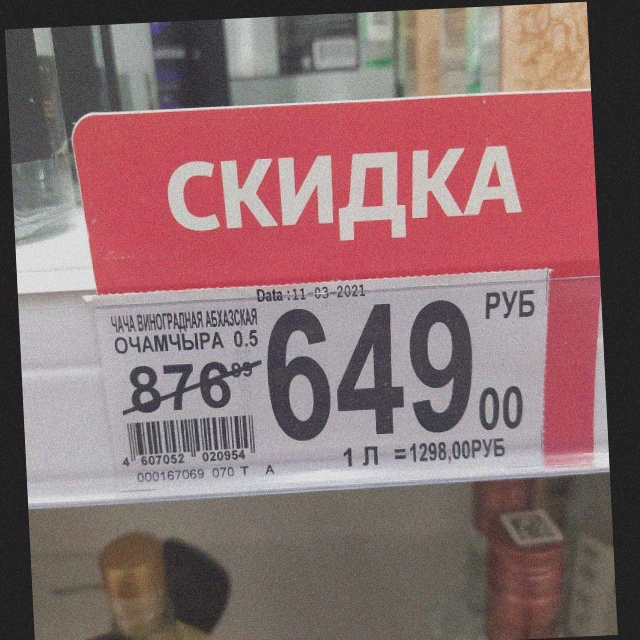 СКИДКА
Data :11-03-2021
ЧАЧА ВИНОГРАДНАЯ АБХАЗСКАЯ
ОЧАМЧЫРА 0.5
876 95
649 00
РУБ
4 607052 020954
000167069 070 Т А
1 Л =1298,00РУБ